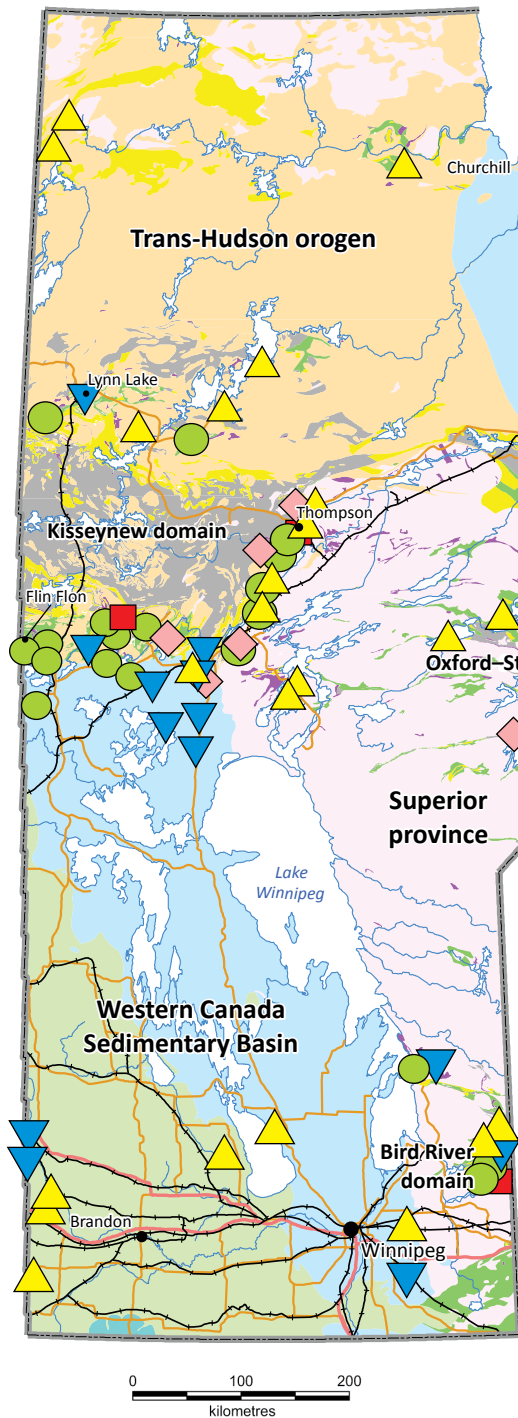 Churchill
Trans-Hudson orogen
Lynn Lake
Thompson
Kisseynew domain
Flin Flon
Oxford–St
Superior
province
Lake
Winnipeg
Western Canada
Sedimentary Basin
Bird River
domain
Brandon
Winnipeg
0 100 200
kilometres